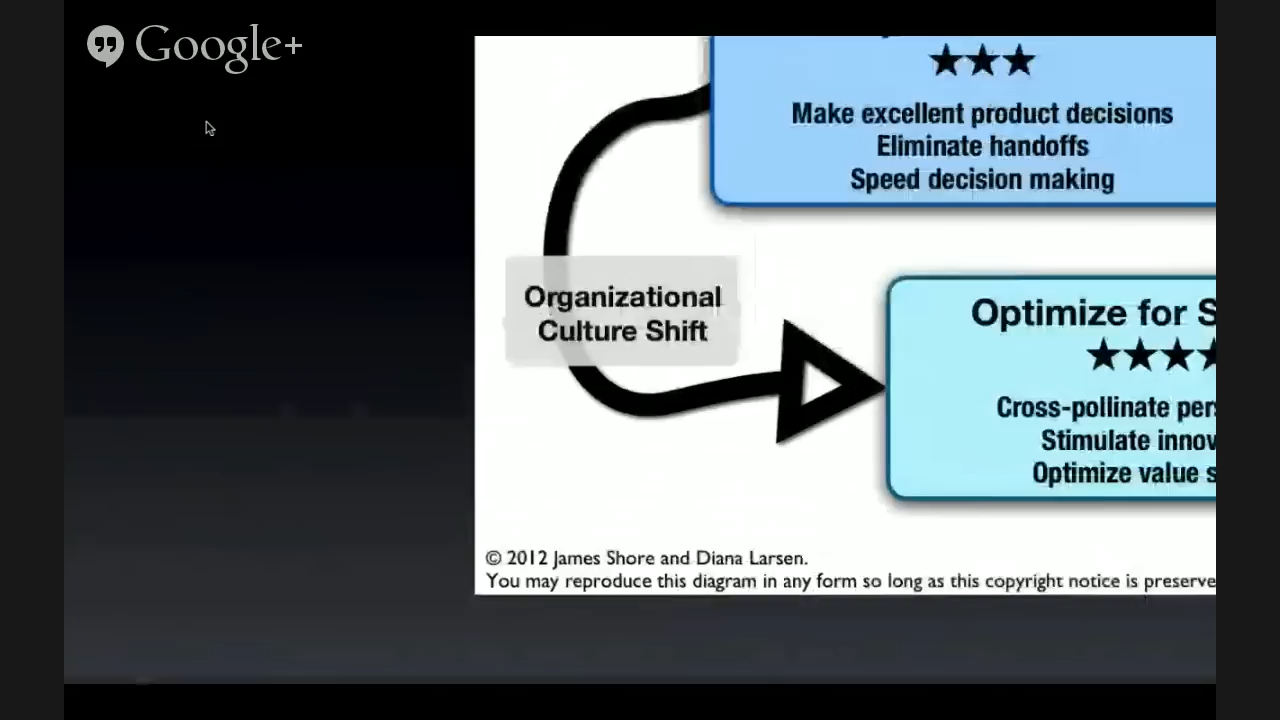 Google+
★★★
Make excellent product decisions
Eliminate handoffs
Speed decision making
Organizational
Culture Shift
Optimize for S
★★★★
Cross-pollinate per
Stimulate innov
Optimize value s
© 2012 James Shore and Diana Larsen.
You may reproduce this diagram in any form so long as this copyright notice is preserve